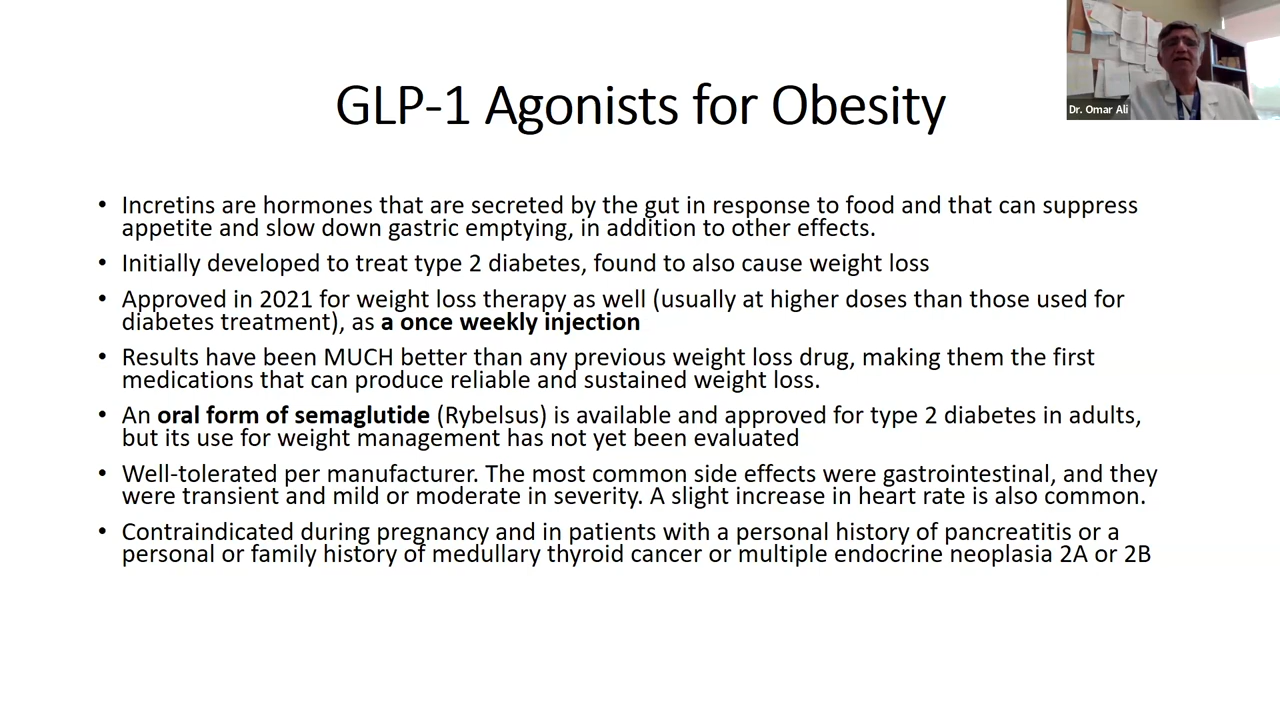 Dr. Omar Ali
GLP-1 Agonists for Obesity
• Incretins are hormones that are secreted by the gut in response to food and that can suppress
appetite and slow down gastric emptying, in addition to other effects.
• Initially developed to treat type 2 diabetes, found to also cause weight loss
• Approved in 2021 for weight loss therapy as well (usually at higher doses than those used for
diabetes treatment), as a once weekly injection
• Results have been MUCH better than any previous weight loss drug, making them the first
medications that can produce reliable and sustained weight loss.
• An oral form of semaglutide (Rybelsus) is available and approved for type 2 diabetes in adults,
but its use for weight management has not yet been evaluated
• Well-tolerated per manufacturer. The most common side effects were gastrointestinal, and they
were transient and mild or moderate in severity. A slight increase in heart rate is also common.
• Contraindicated during pregnancy and in patients with a personal history of pancreatitis or a
personal or family history of medullary thyroid cancer or multiple endocrine neoplasia 2A or 2B